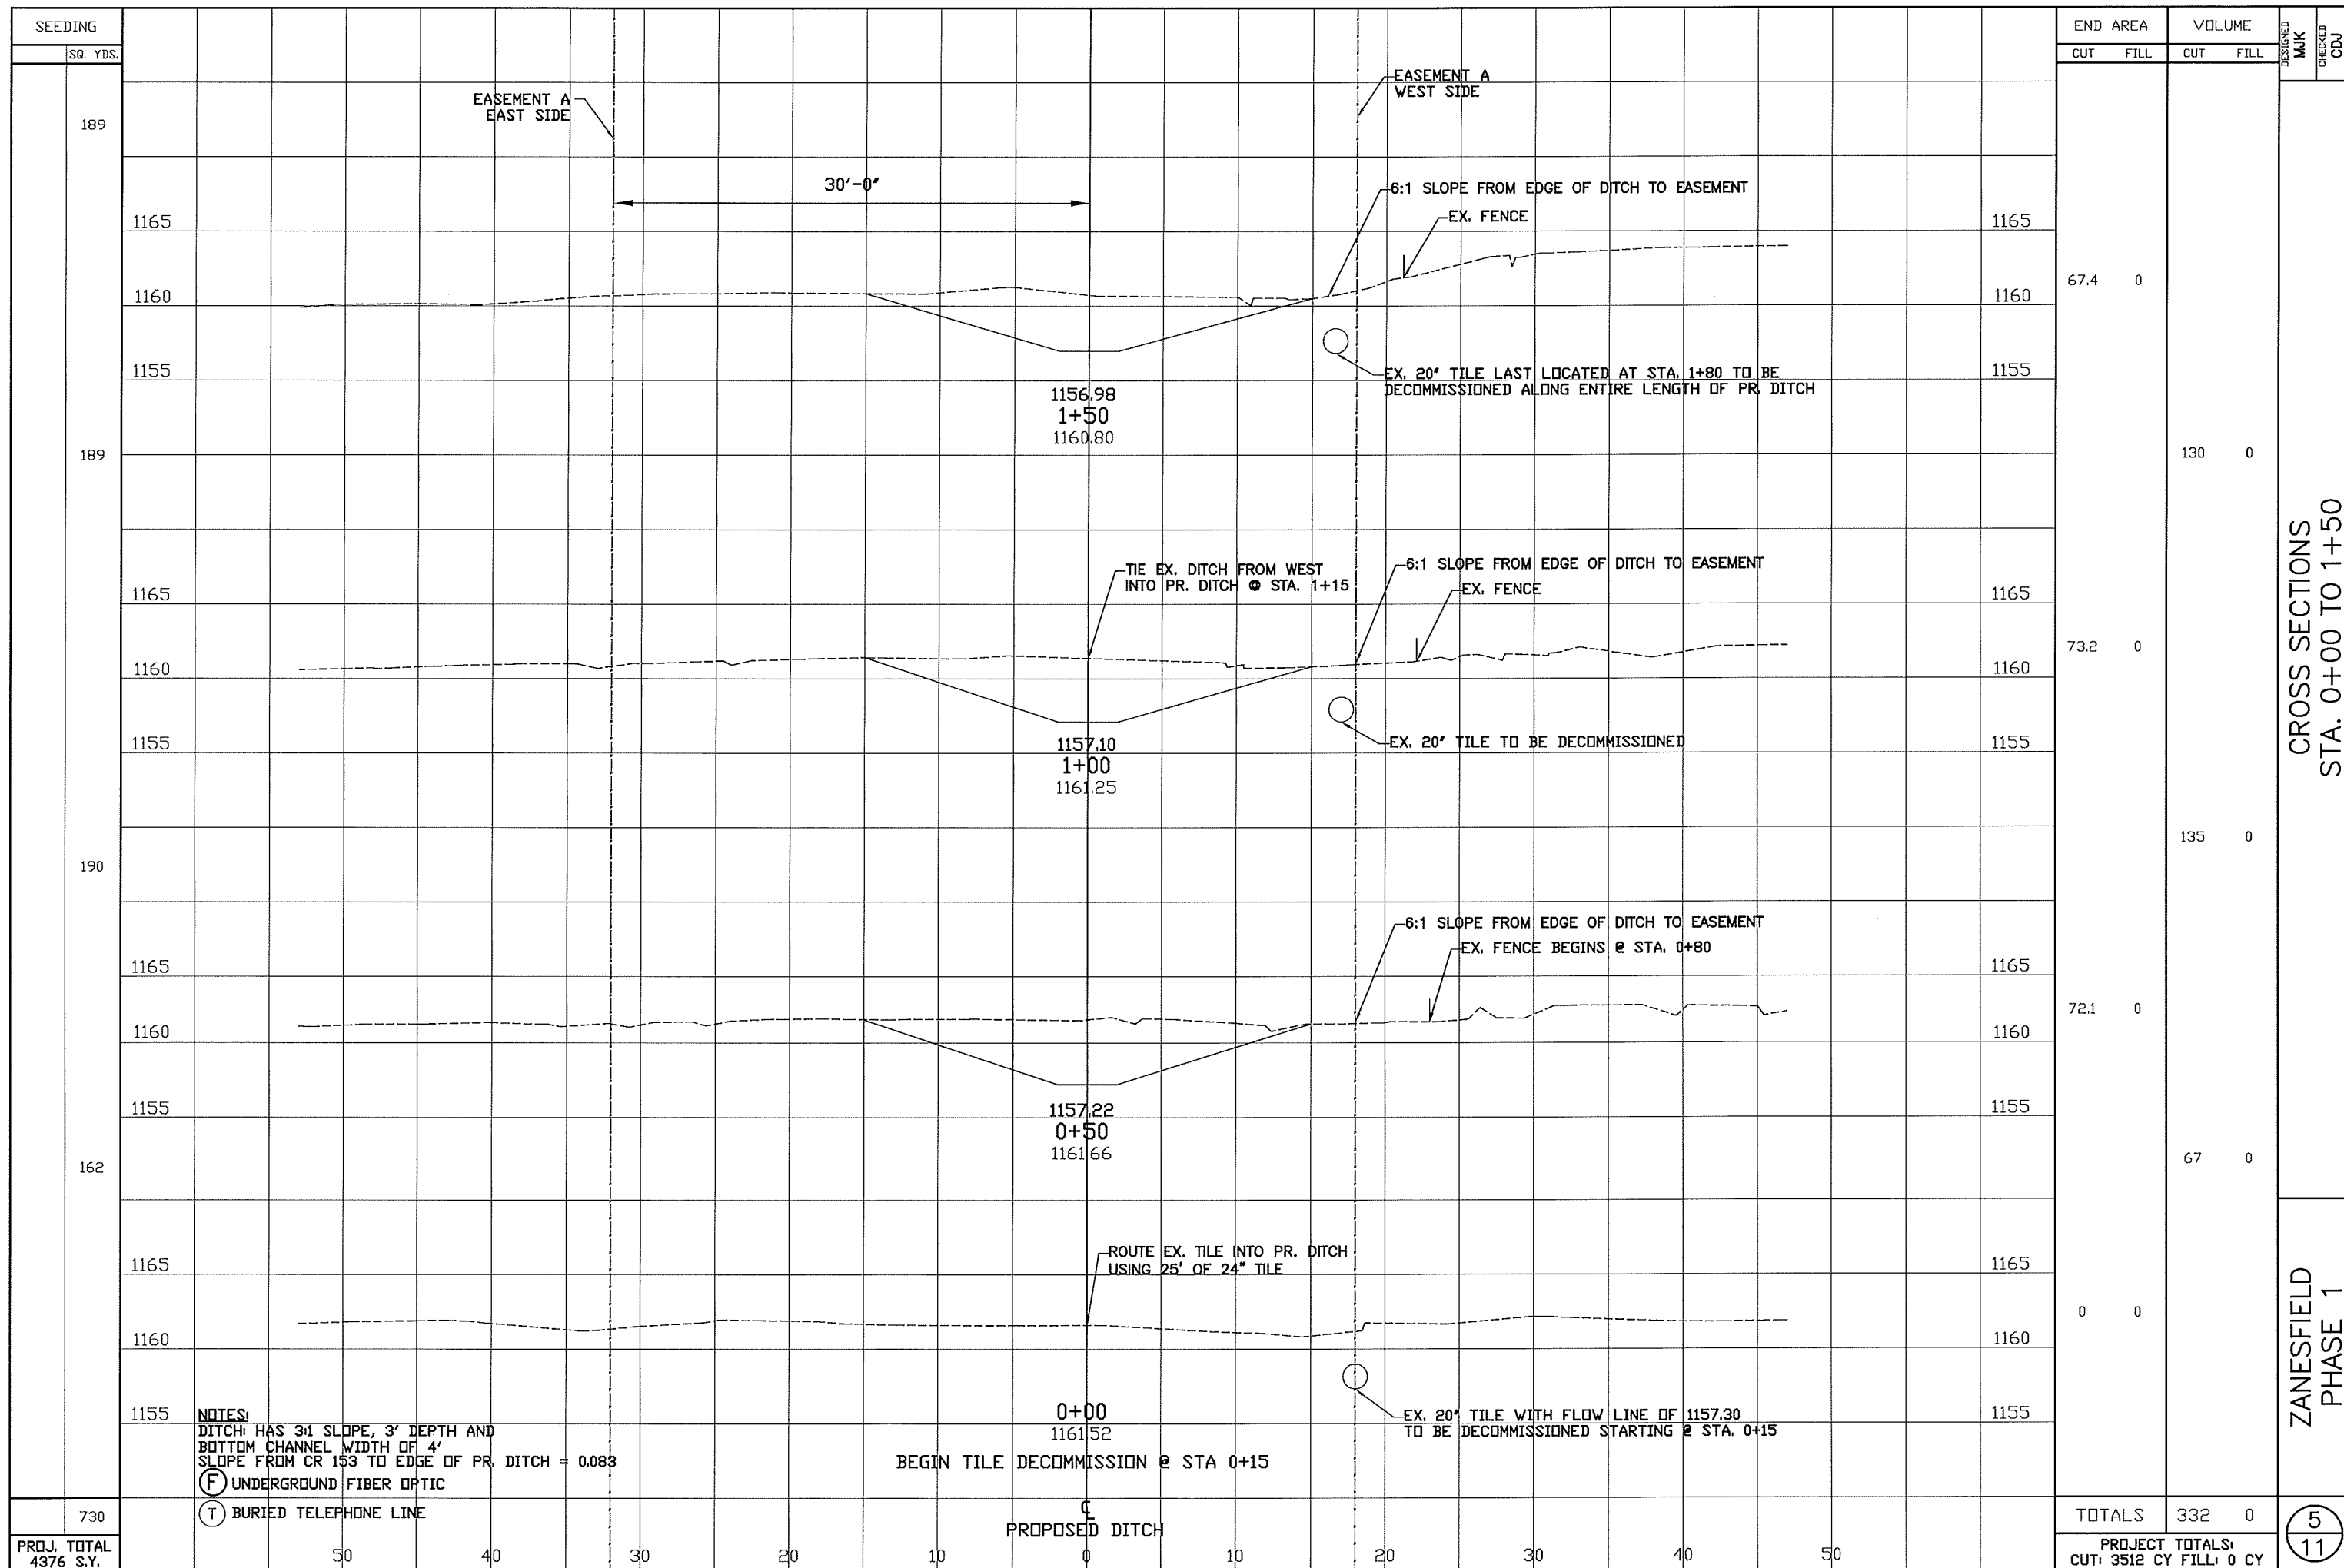 SEEDING
SQ. YDS.
189
189
190
162
730
PROJ. TOTAL
4376 S.Y.
EASEMENT A
EAST SIDE
EASEMENT A
WEST SIDE
30'-0"
6:1 SLOPE FROM EDGE OF DITCH TO EASEMENT
EX. FENCE
1165
1165
1160
1160
1155
1155
EX. 20" TILE LAST LOCATED AT STA. 1+80 TO BE
DECOMMISSIONED ALONG ENTIRE LENGTH OF PR. DITCH
1156.98
1+50
1160.80
TIE EX. DITCH FROM WEST
INTO PR. DITCH @ STA. 1+15
6:1 SLOPE FROM EDGE OF DITCH TO EASEMENT
EX. FENCE
1165
1165
1160
1160
1155
1155
EX. 20" TILE TO BE DECOMMISSIONED
1157.10
1+00
1161.25
6:1 SLOPE FROM EDGE OF DITCH TO EASEMENT
EX. FENCE BEGINS @ STA. 0+80
1165
1165
1160
1160
1155
1155
1157.22
0+50
1161.66
ROUTE EX. TILE INTO PR. DITCH
USING 25' OF 24" TILE
1165
1165
1160
1160
1155
1155
EX. 20" TILE WITH FLOW LINE OF 1157.30
TO BE DECOMMISSIONED STARTING @ STA. 0+15
0+00
1161.52
BEGIN TILE DECOMMISSION @ STA 0+15
NOTES:
DITCH: HAS 3:1 SLOPE, 3' DEPTH AND
BOTTOM CHANNEL WIDTH OF 4'
SLOPE FROM CR 153 TO EDGE OF PR. DITCH = 0.083
F UNDERGROUND FIBER OPTIC
T BURIED TELEPHONE LINE
℄
PROPOSED DITCH
50 40 30 20 10 0 10 20 30 40 50
END AREA VOLUME
CUT FILL CUT FILL
67.4 0
130 0
73.2 0
135 0
72.1 0
67 0
0 0
TOTALS 332 0
PROJECT TOTALS:
CUT: 3512 CY FILL: 0 CY
DESIGNED
MJK
CHECKED
CDJ
CROSS SECTIONS
STA. 0+00 TO 1+50
ZANESFIELD
PHASE 1
5
11